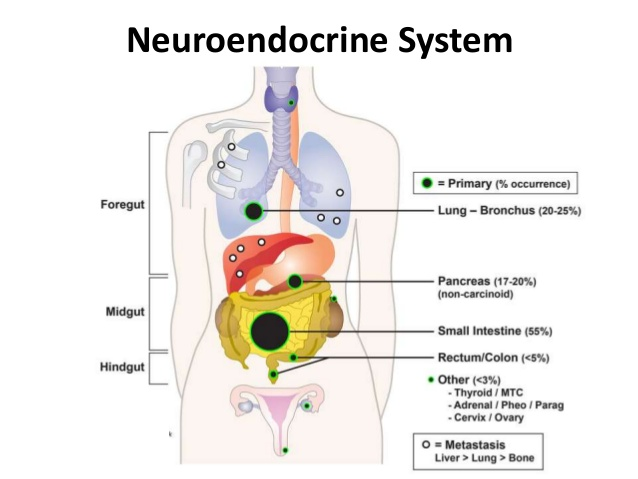 Neuroendocrine System
Foregut
Midgut
Hindgut
= Primary (% occurrence)
Lung – Bronchus (20-25%)
Pancreas (17-20%)
(non-carcinoid)
Small Intestine (55%)
Rectum/Colon (<5%)
Other (<3%)
- Thyroid / MTC
- Adrenal / Pheo / Parag
- Cervix / Ovary
= Metastasis
Liver > Lung > Bone